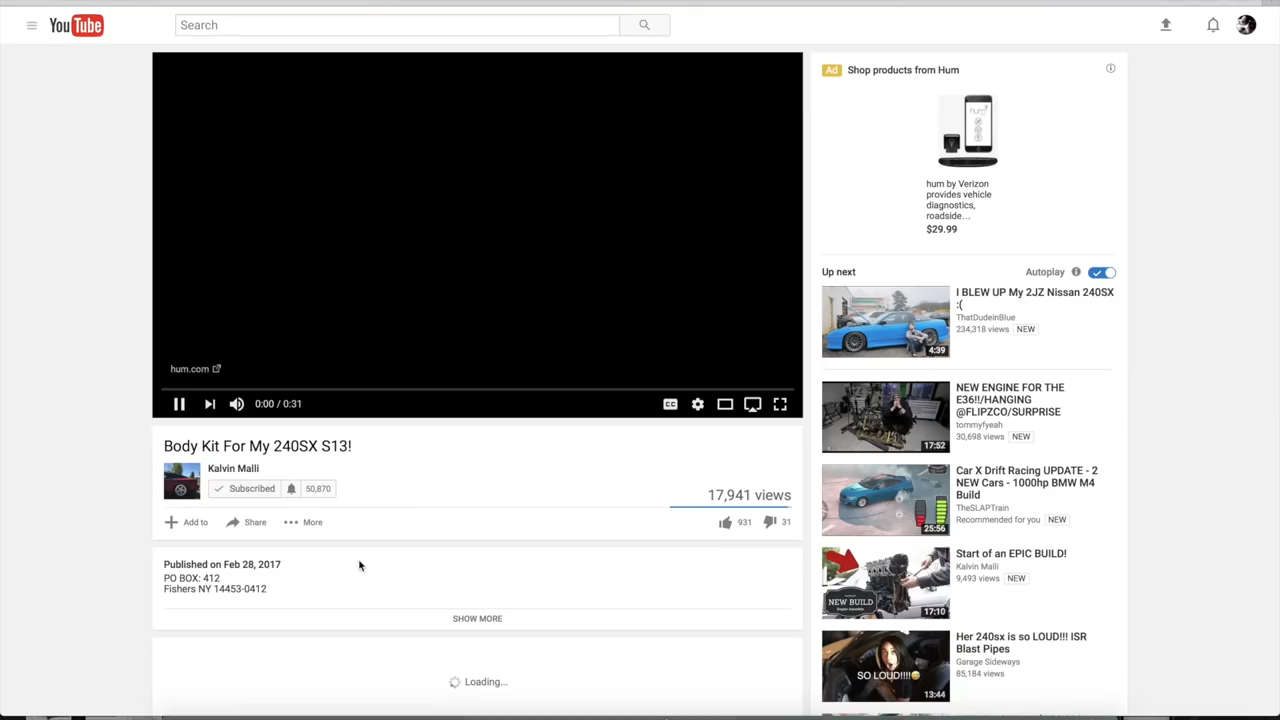 YouTube
Search
hum.com
0:00 / 0:31
CC
Body Kit For My 240SX S13!
Kalvin Malli
Subscribed
50,870
17,941 views
Add to
Share
More
931
31
Published on Feb 28, 2017
PO BOX: 412
Fishers NY 14453-0412
SHOW MORE
Loading...
Ad
Shop products from Hum
hum
hum by Verizon
provides vehicle
diagnostics,
roadside...
$29.99
Up next
Autoplay
I BLEW UP My 2JZ Nissan 240SX
:(
ThatDudeinBlue
234,318 views NEW
4:39
NEW ENGINE FOR THE
E36!!/HANGING
@FLIPZCO/SURPRISE
tommyfyeah
30,698 views NEW
17:52
Car X Drift Racing UPDATE - 2
NEW Cars - 1000hp BMW M4
Build
TheSLAPTrain
Recommended for you NEW
25:56
Start of an EPIC BUILD!
Kalvin Malli
9,493 views NEW
NEW BUILD
17:10
Her 240sx is so LOUD!!! ISR
Blast Pipes
Garage Sideways
85,184 views
SO LOUD!!!!😅
13:44